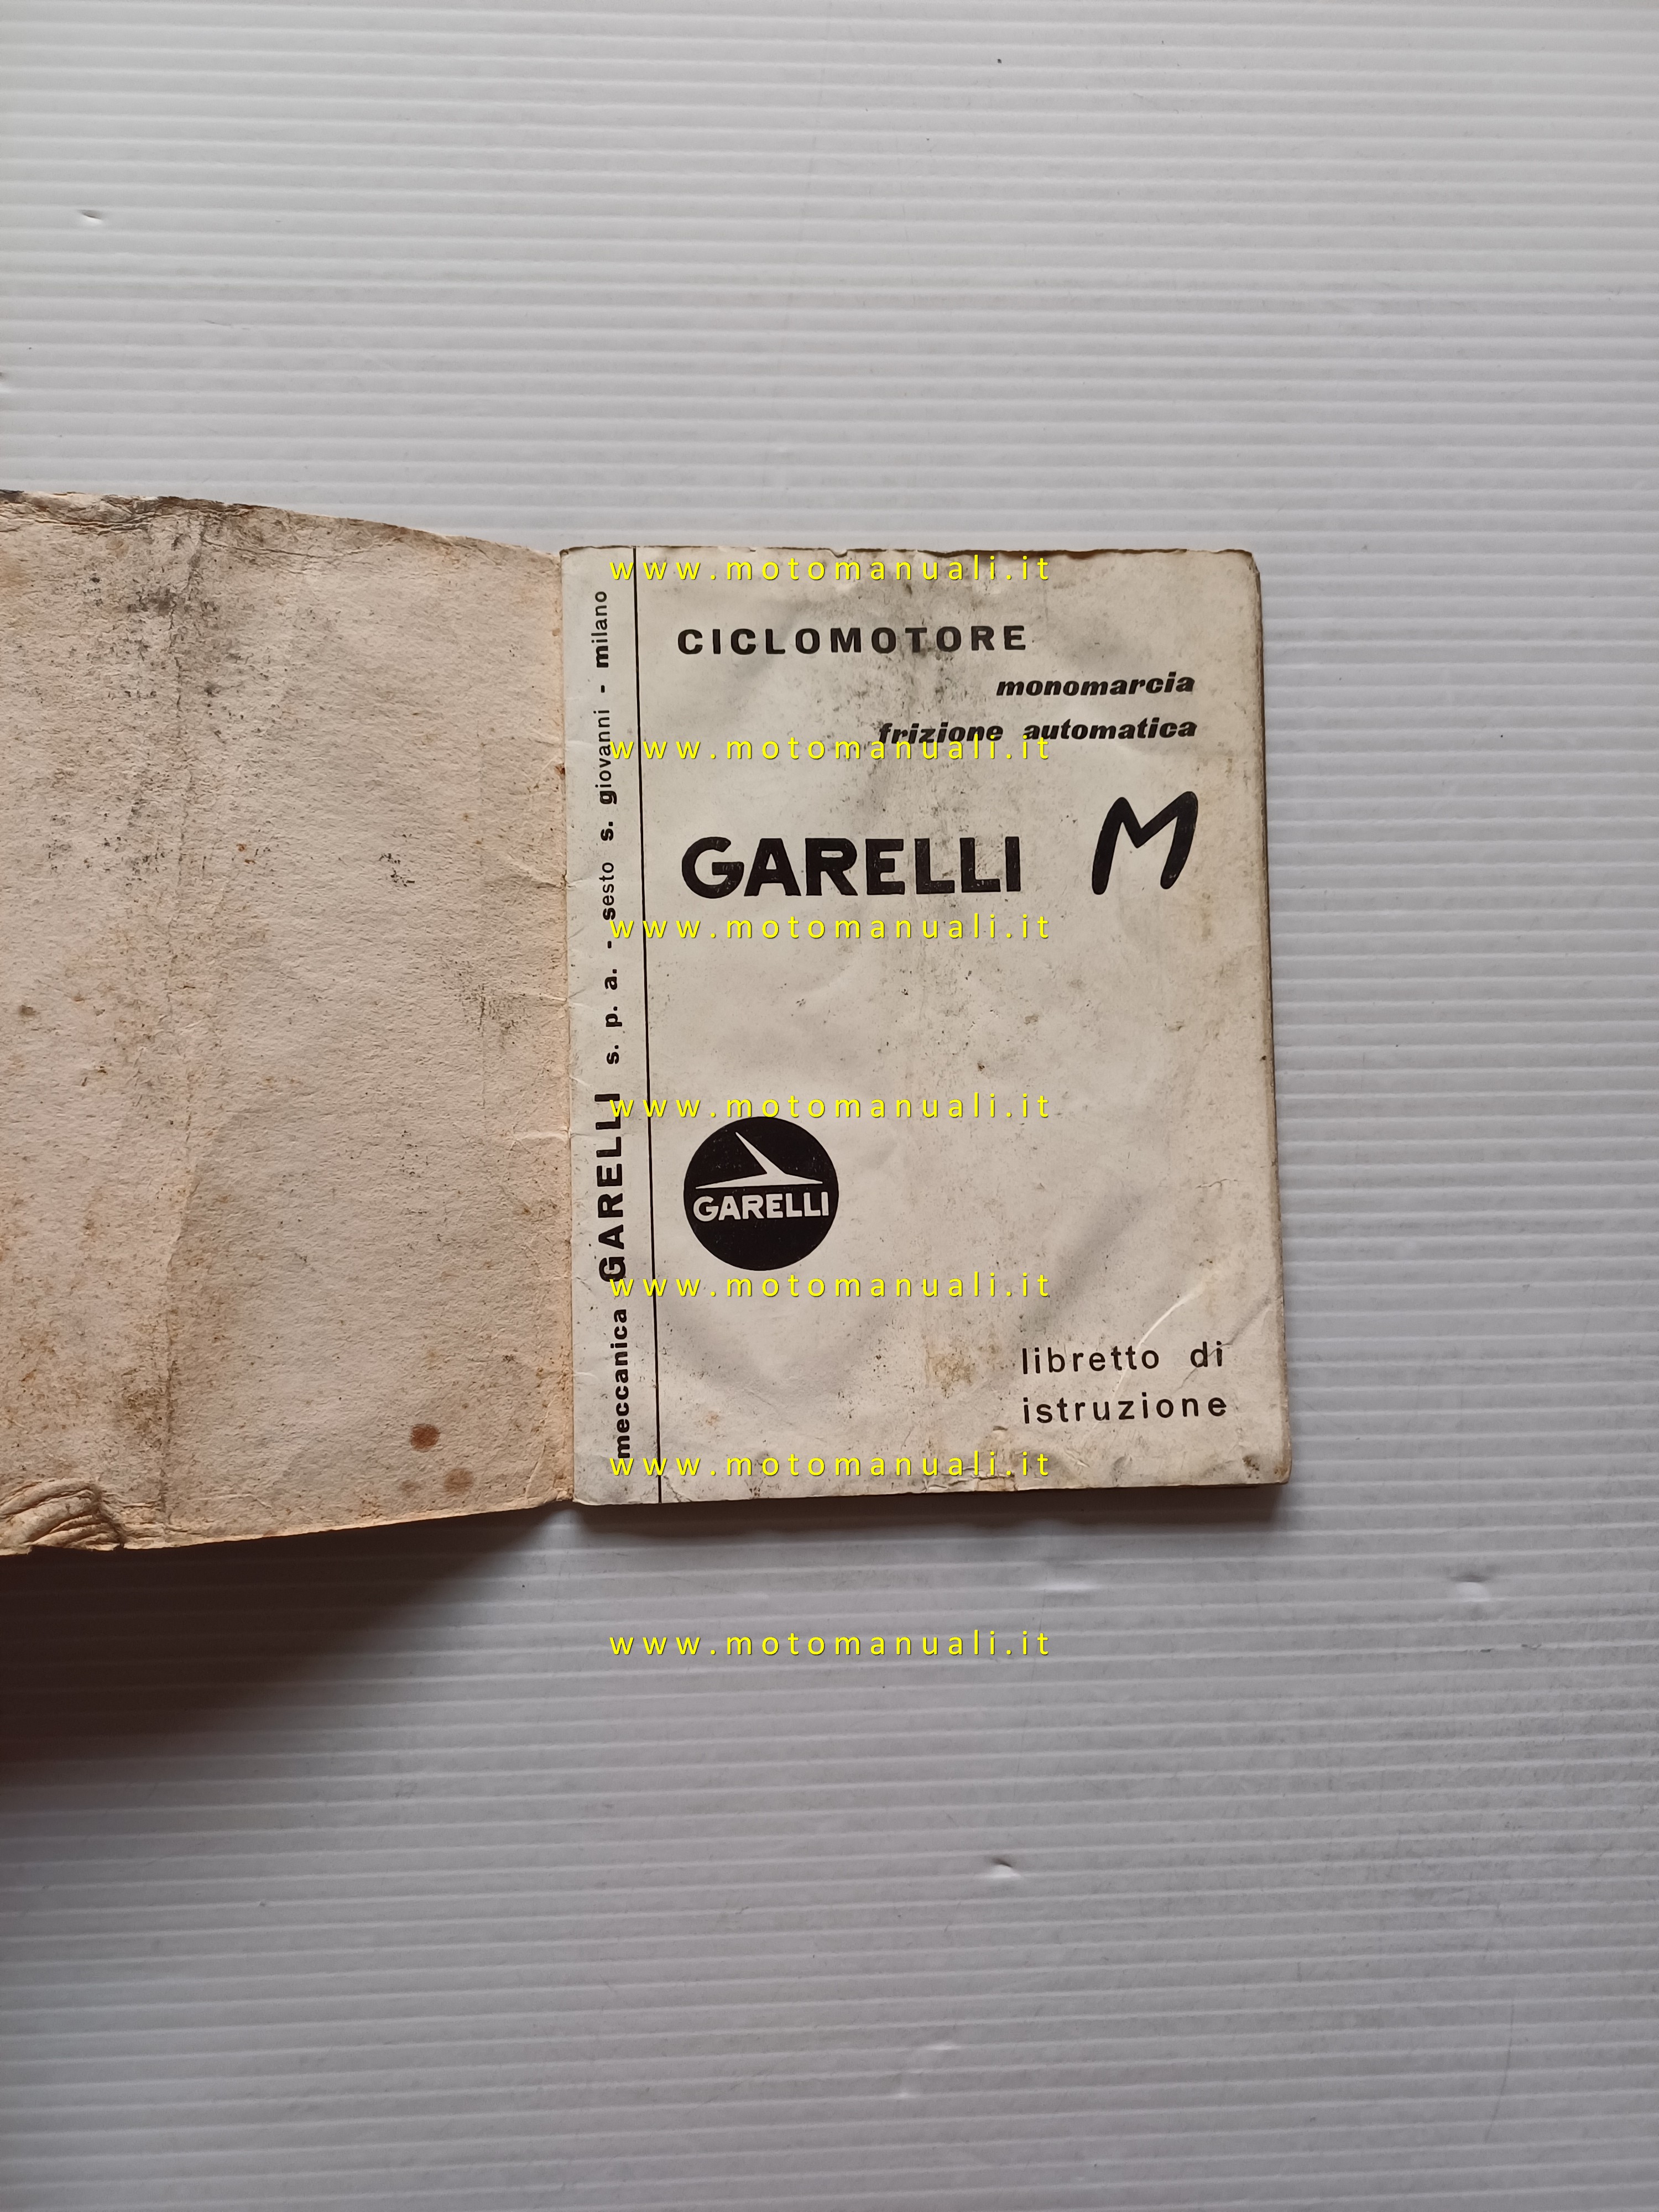 www.motomanuali.it
CICLOMOTORE
monomarcia
frizione automatica
www.motomanuali.it
GARELLI M
www.motomanuali.it
www.motomanuali.it
GARELLI
www.motomanuali.it
libretto di
istruzione
www.motomanuali.it
www.motomanuali.it
meccanica GARELLI s. p. a. - sesto s. giovanni - milano